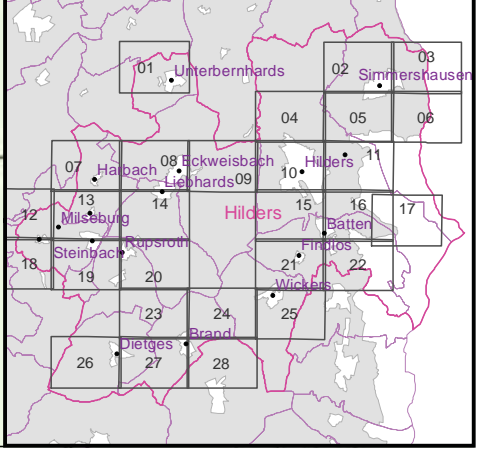 03
01
02
Unterbernhards
Simmershausen
04
05
06
07
08
Eckweisbach
11
Harbach
09
10
Hilders
Liebhards
12
13
14
15
16
17
Milseburg
Hilders
Batten
Steinbach
Rupsroth
Findlos
18
19
20
21
22
Wickers
23
24
25
Dietges
Brand
26
27
28